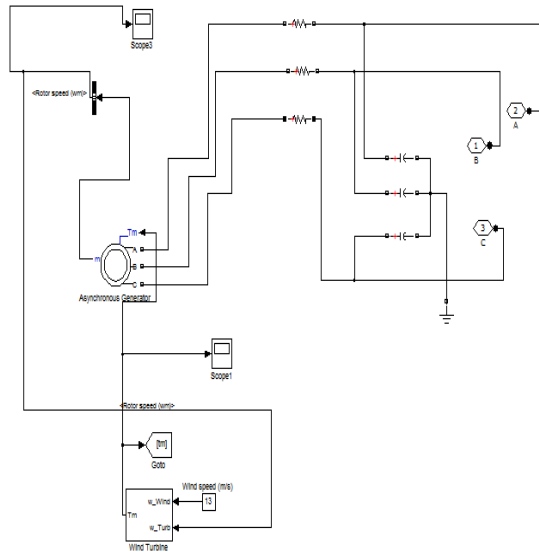 Scope3
<Rotor speed (wm)>
2
A
1
B
3
C
Tm
m
A
B
C
Asynchronous Generator
Scope1
<Rotor speed (wm)>
[tm]
Goto
Wind speed (m/s)
13
w_Wind
Tm
w_Turb
Wind Turbine